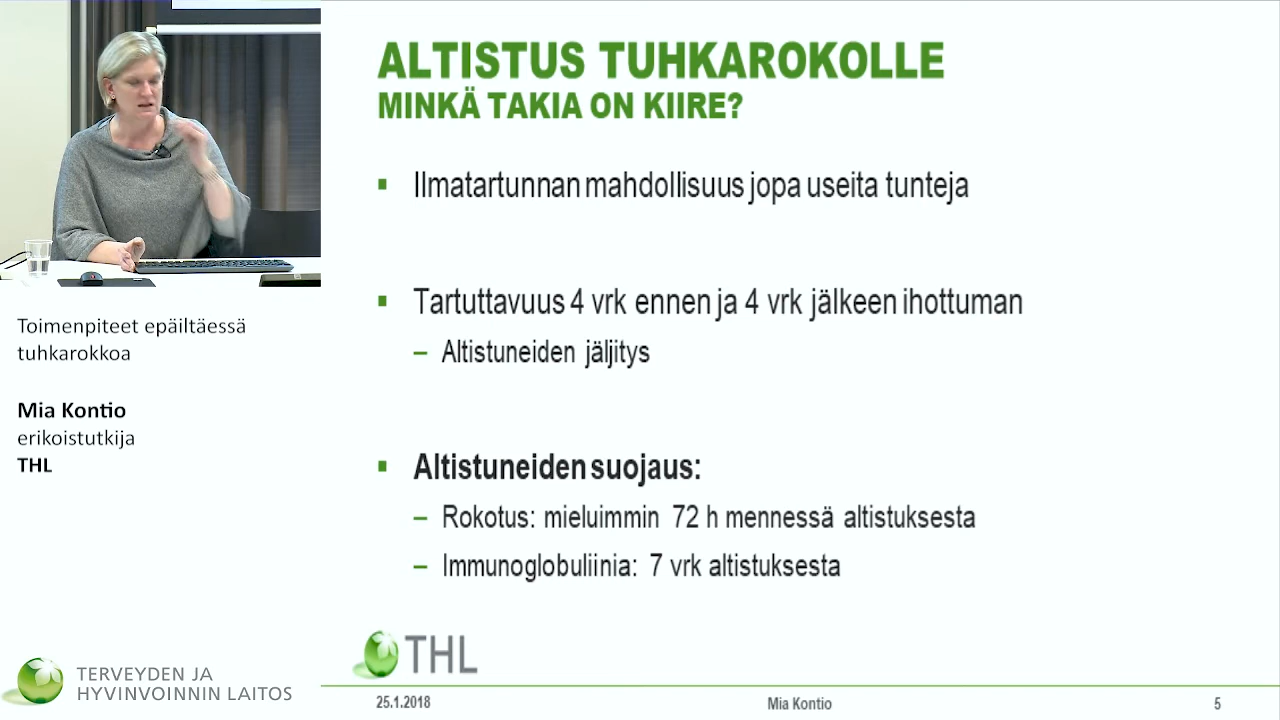 ALTISTUS TUHKAROKOLLE
MINKÄ TAKIA ON KIIRE?
Ilmatartunnan mahdollisuus jopa useita tunteja
Tartuttavuus 4 vrk ennen ja 4 vrk jälkeen ihottuman
– Altistuneiden jäljitys
Altistuneiden suojaus:
– Rokotus: mieluimmin 72 h mennessä altistuksesta
– Immunoglobuliinia: 7 vrk altistuksesta
Toimenpiteet epäiltäessä
tuhkarokkoa
Mia Kontio
erikoistutkija
THL
TERVEYDEN JA
HYVINVOINNIN LAITOS
THL
25.1.2018
Mia Kontio
5